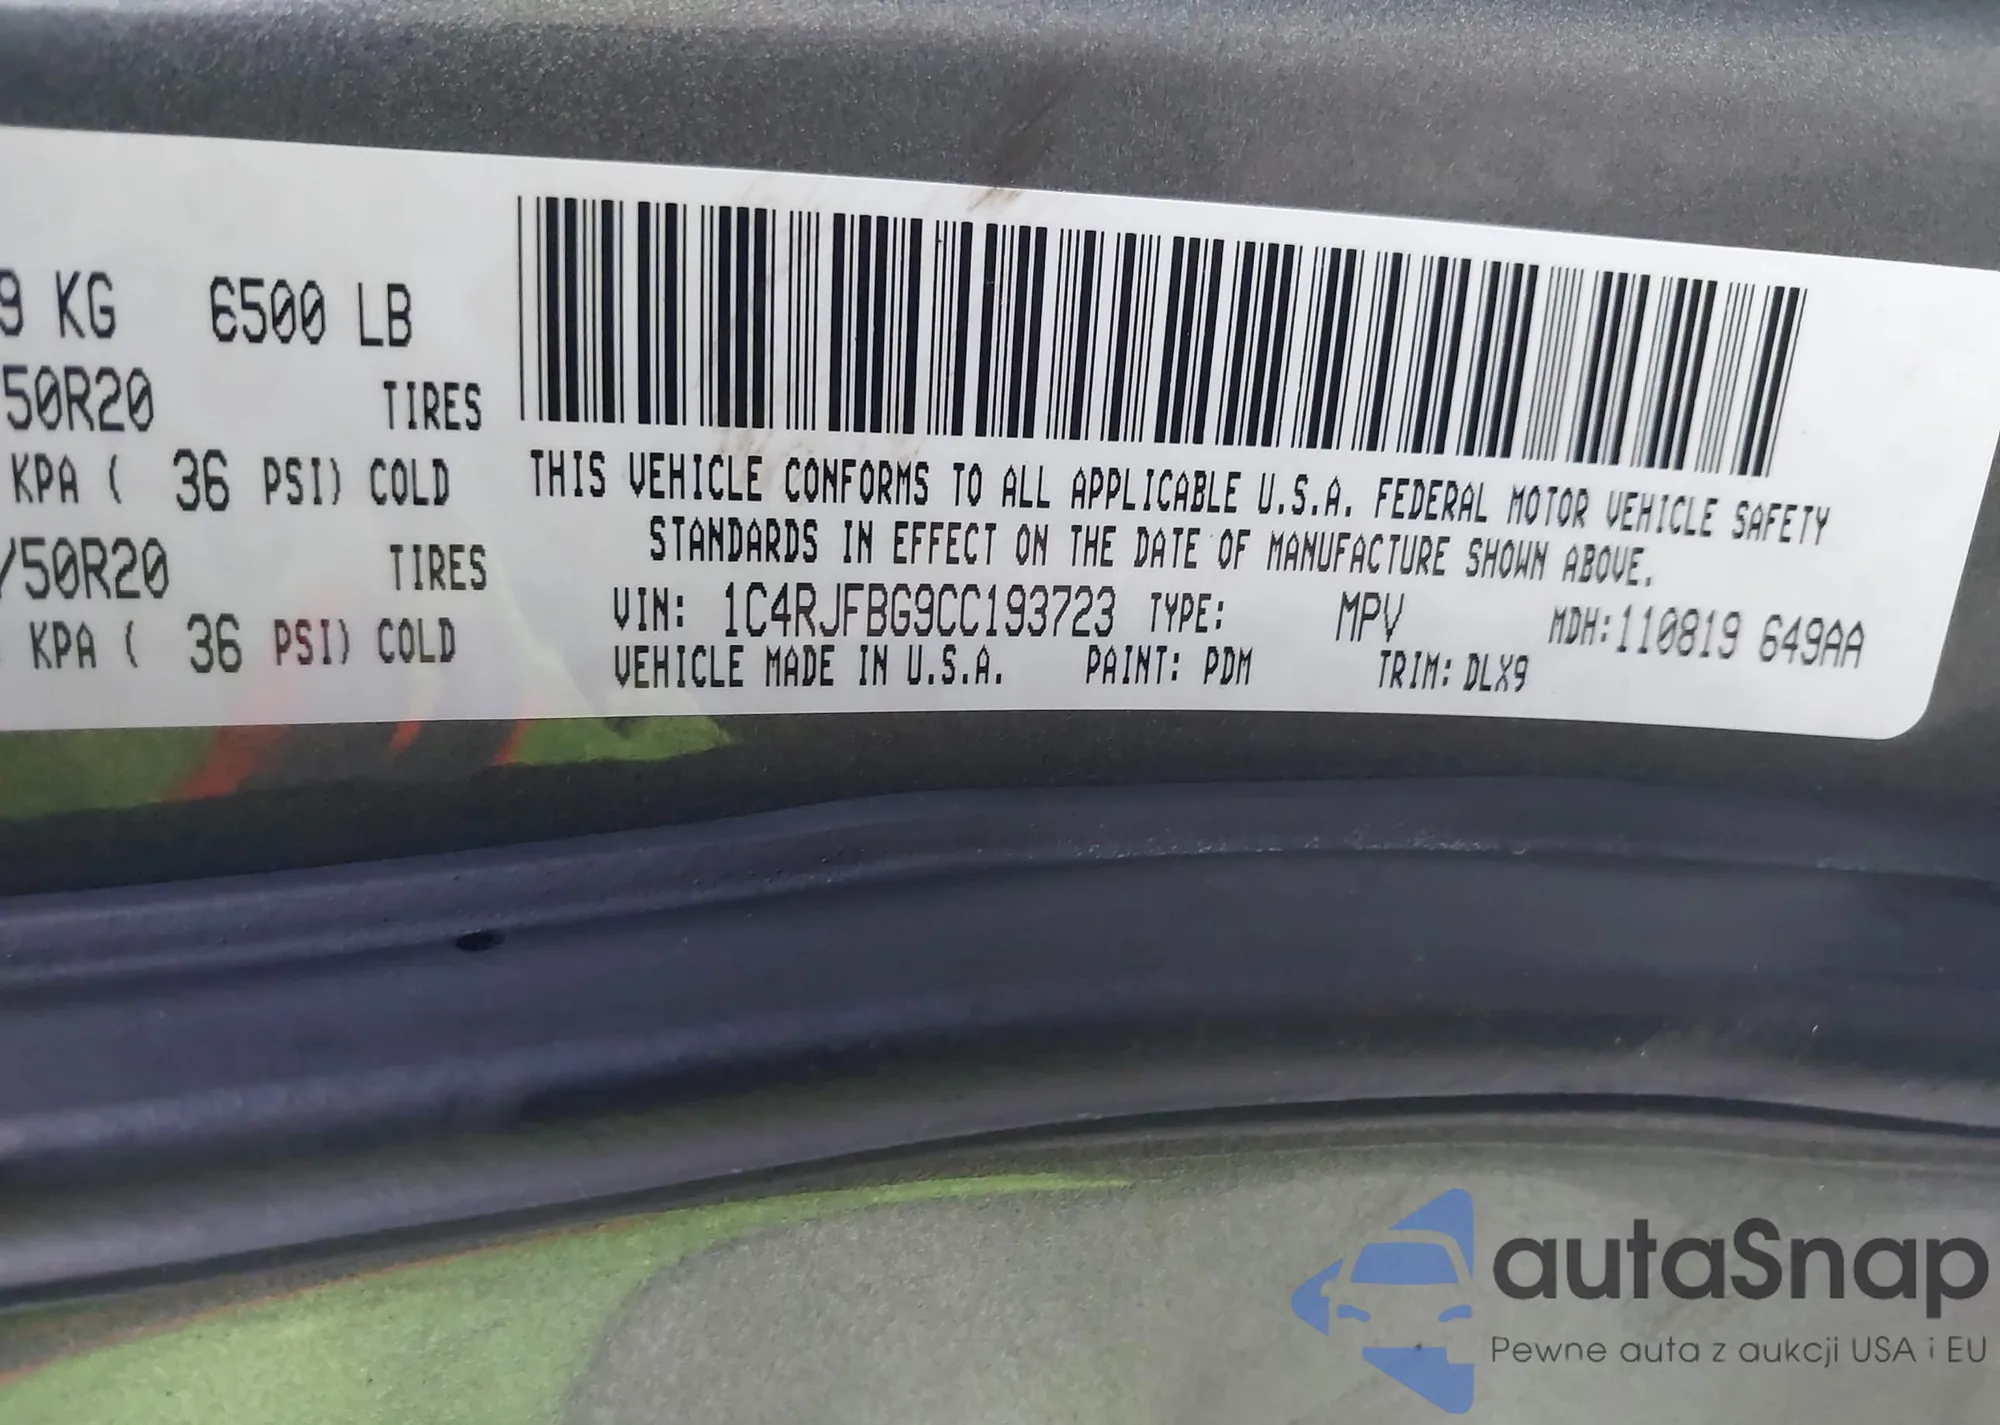 9 KG 6500 LB
50R20 TIRES
KPA ( 36 PSI) COLD
/50R20 TIRES
KPA ( 36 PSI) COLD
THIS VEHICLE CONFORMS TO ALL APPLICABLE U.S.A. FEDERAL MOTOR VEHICLE SAFETY
STANDARDS IN EFFECT ON THE DATE OF MANUFACTURE SHOWN ABOVE.
VIN: 1C4RJFBG9CC193723 TYPE: MPV MDH:110819 649AA
VEHICLE MADE IN U.S.A. PAINT: PDM TRIM: DLX9
autaSnap
Pewne auta z aukcji USA i EU